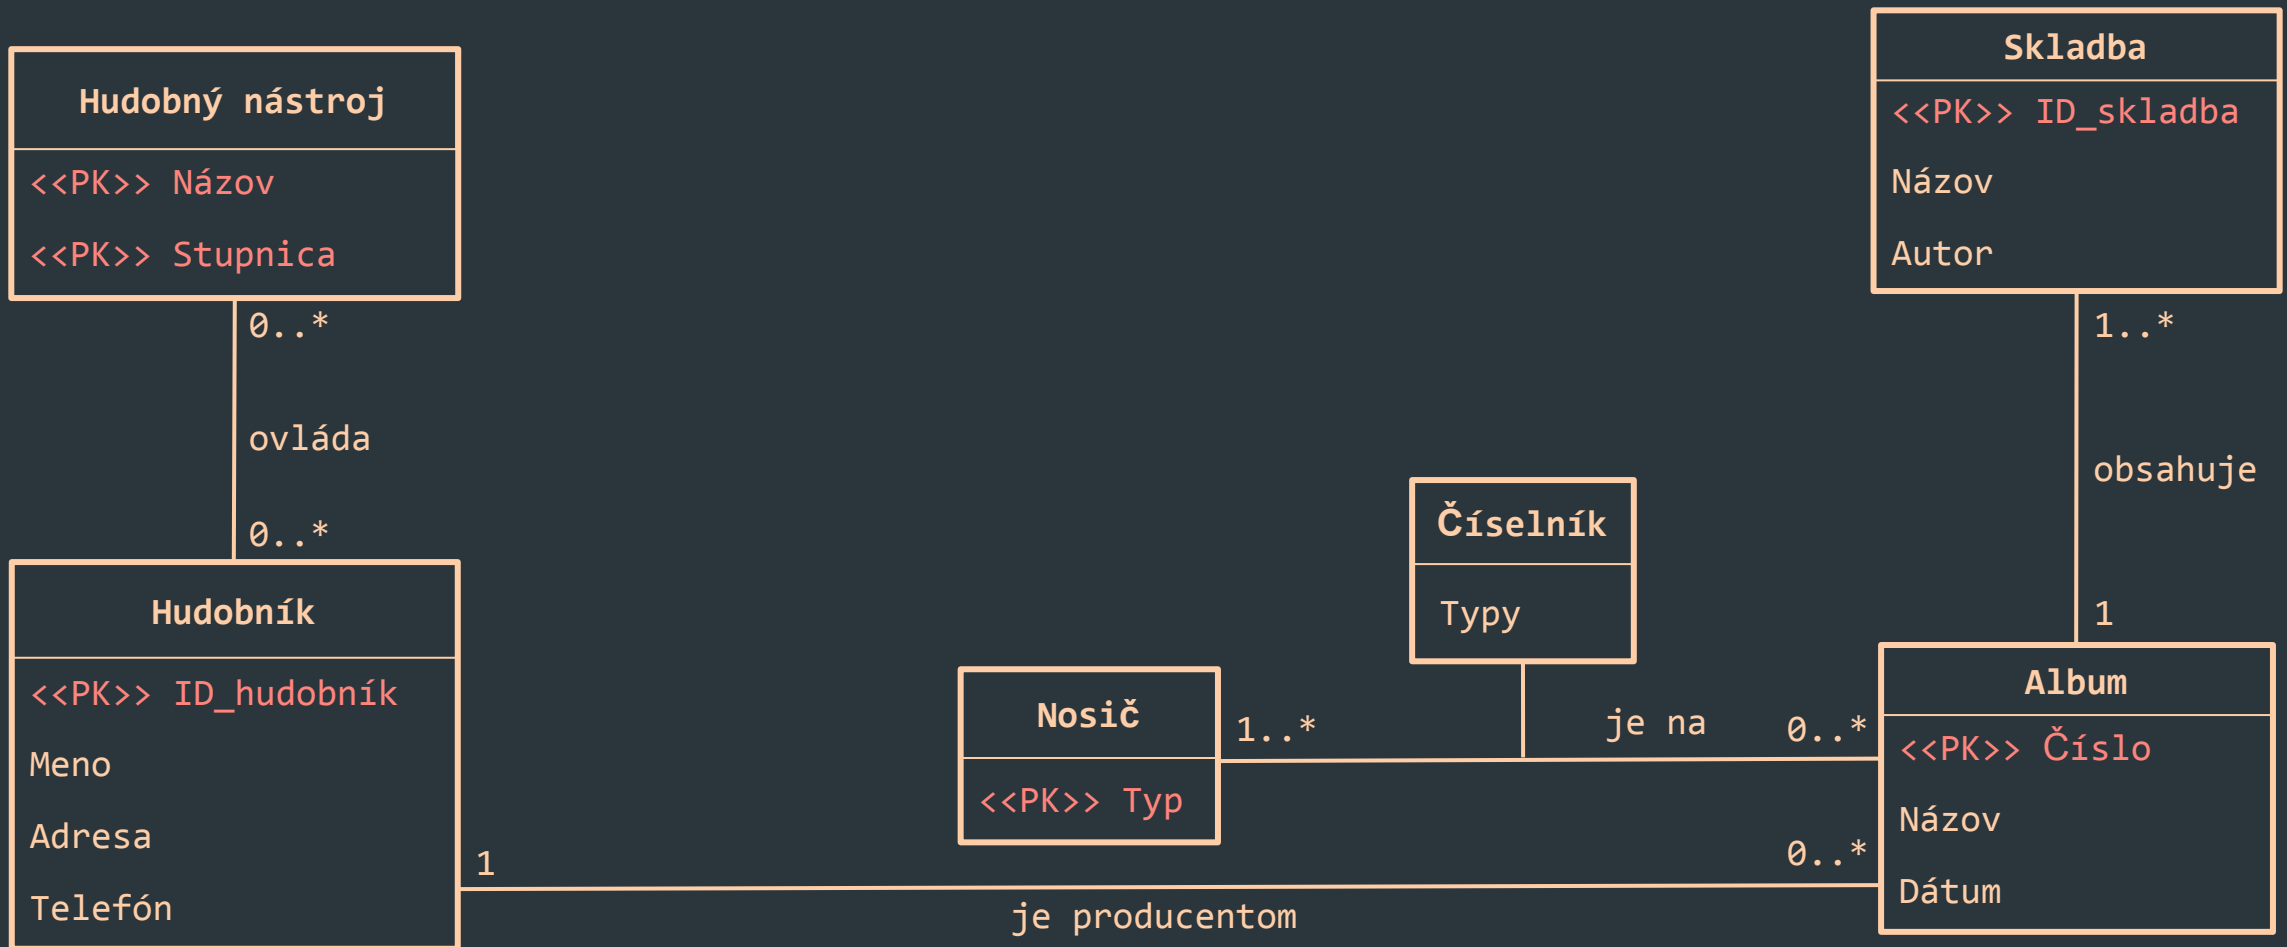 Hudobný nástroj
<<PK>> Názov
<<PK>> Stupnica
0..*
ovláda
0..*
Hudobník
<<PK>> ID_hudobník
Meno
Adresa
Telefón
1
je producentom
0..*
Nosič
<<PK>> Typ
1..*
je na
0..*
Číselník
Typy
Skladba
<<PK>> ID_skladba
Názov
Autor
1..*
obsahuje
1
Album
<<PK>> Číslo
Názov
Dátum